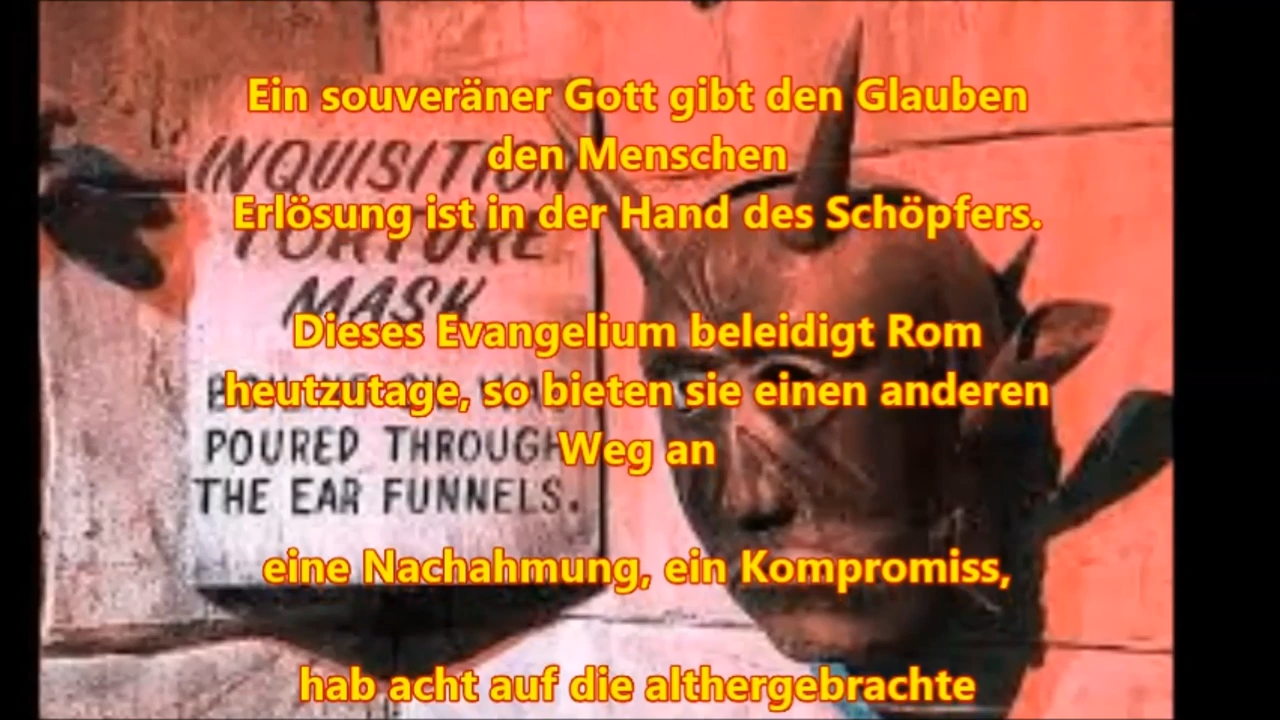 Ein souveräner Gott gibt den Glauben
den Menschen
Erlösung ist in der Hand des Schöpfers.
Dieses Evangelium beleidigt Rom
heutzutage, so bieten sie einen anderen
Weg an
eine Nachahmung, ein Kompromiss,
hab acht auf die althergebrachte
INQUISITION
TORTURE
MASK
POURED THROUGH
THE EAR FUNNELS.